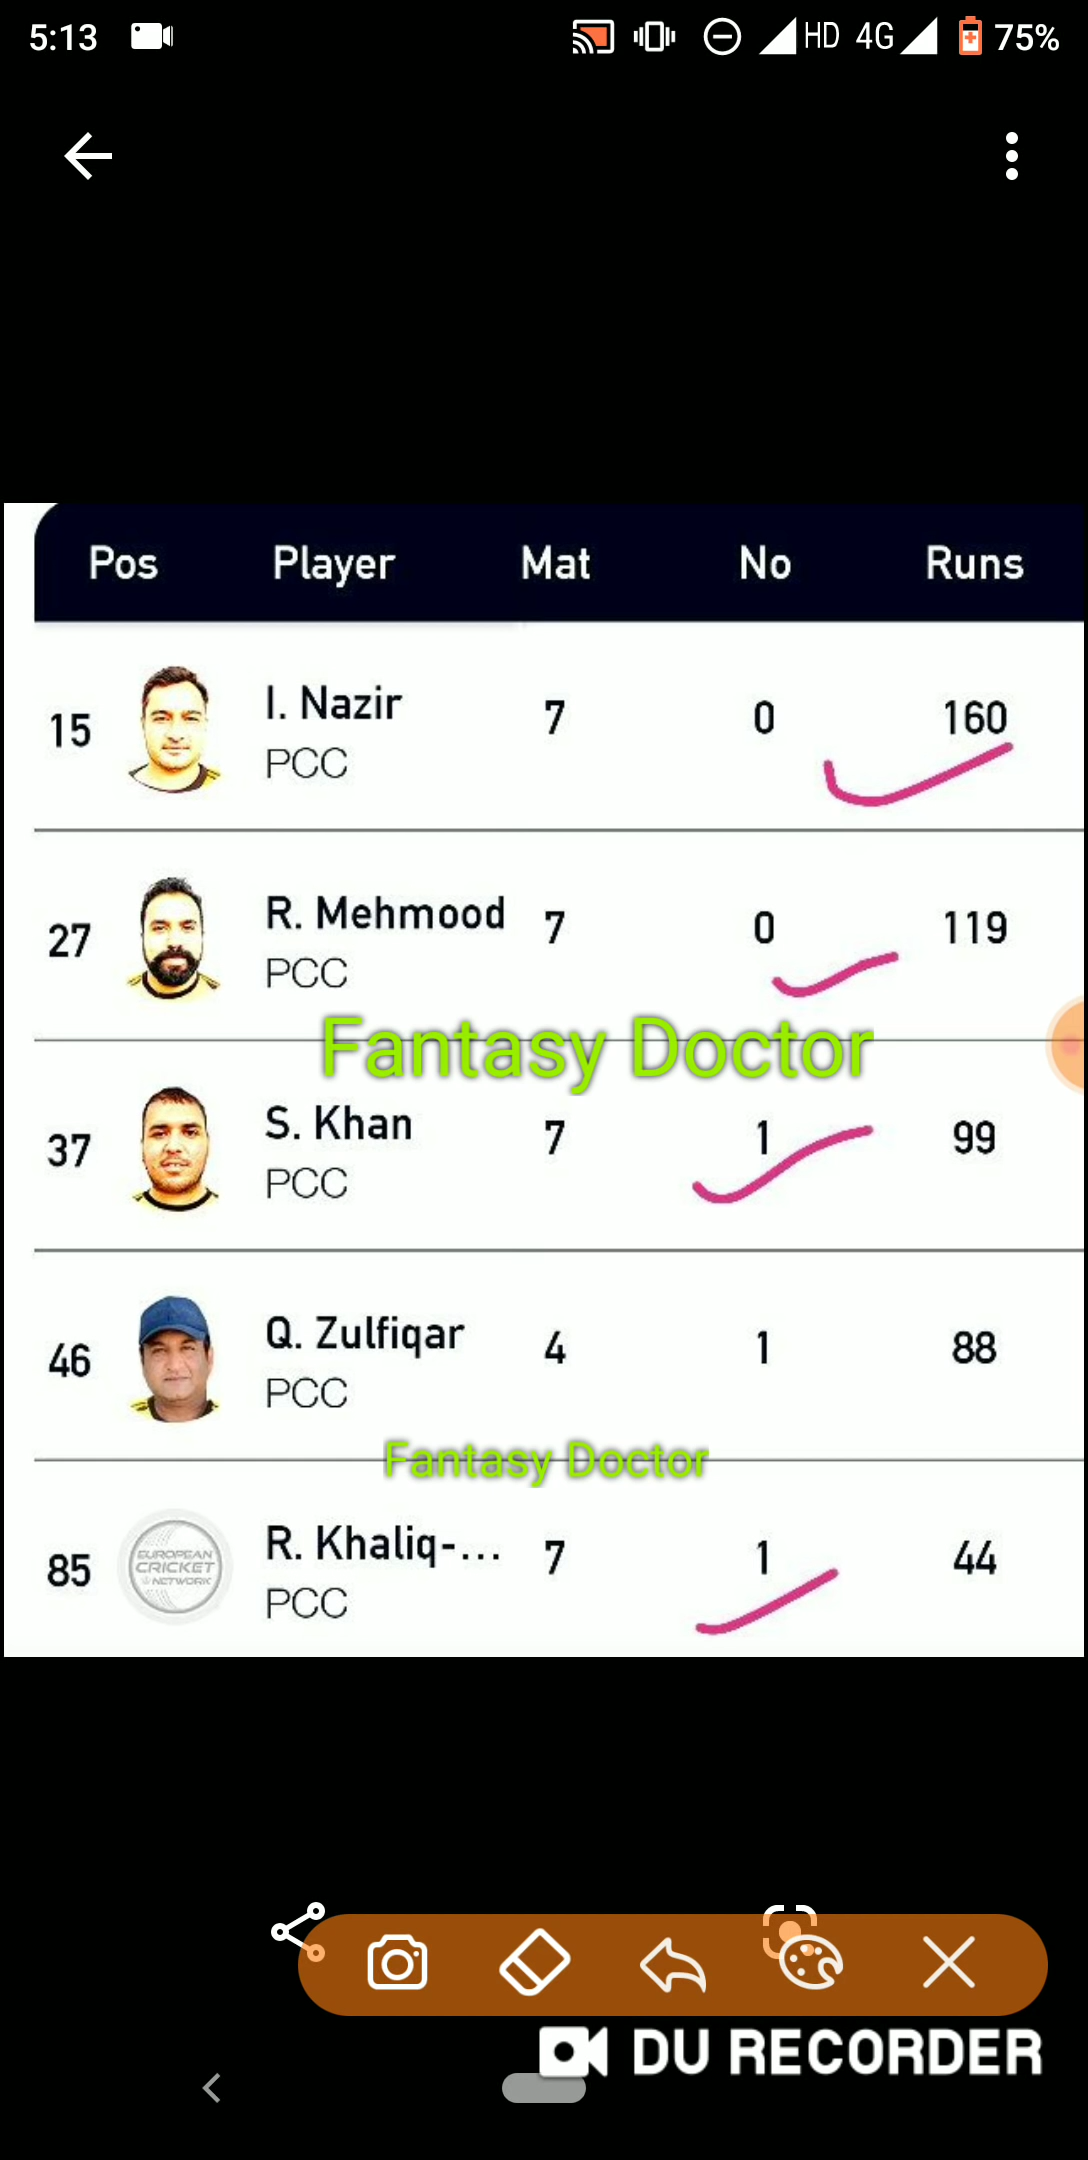 5:13 HD 4G 75%
Pos Player Mat No Runs
15 I. Nazir 7 0 160
PCC
27 R. Mehmood 7 0 119
PCC
Fantasy Doctor
37 S. Khan 7 1 99
PCC
46 Q. Zulfiqar 4 1 88
PCC
Fantasy Doctor
85 R. Khaliq-... 7 1 44
PCC
EUROPEAN
CRICKET
NETWORK
DU RECORDER